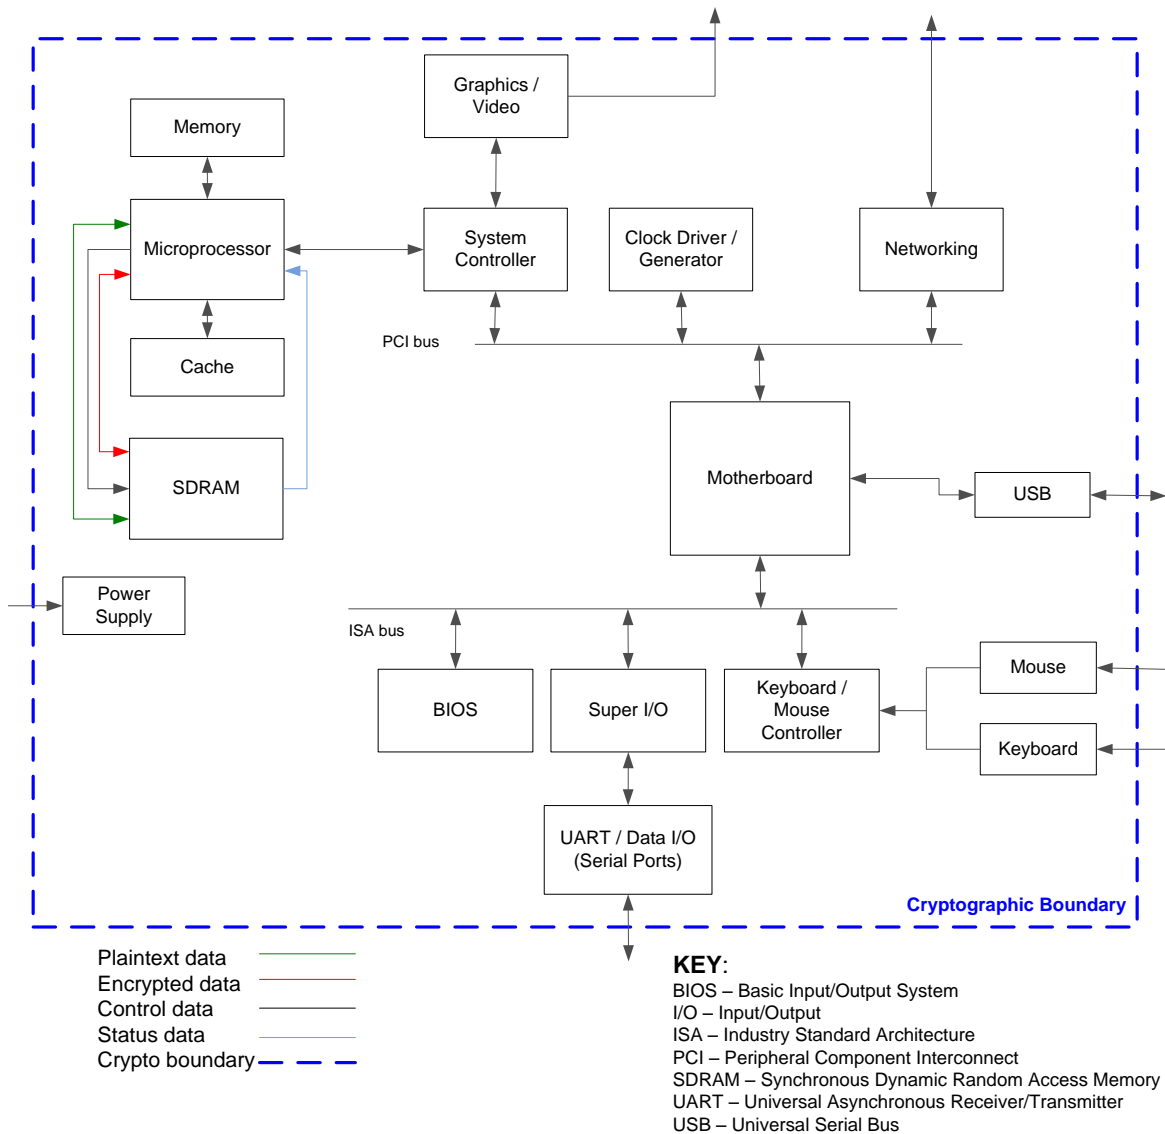 Graphics /
Video
Memory
Microprocessor
System
Controller
Clock Driver /
Generator
Networking
PCI bus
Cache
Motherboard
SDRAM
USB
Power
Supply
ISA bus
BIOS
Super I/O
Keyboard /
Mouse
Controller
Mouse
Keyboard
UART / Data I/O
(Serial Ports)
Cryptographic Boundary
Plaintext data
Encrypted data
Control data
Status data
Crypto boundary
KEY:
BIOS – Basic Input/Output System
I/O – Input/Output
ISA – Industry Standard Architecture
PCI – Peripheral Component Interconnect
SDRAM – Synchronous Dynamic Random Access Memory
UART – Universal Asynchronous Receiver/Transmitter
USB – Universal Serial Bus